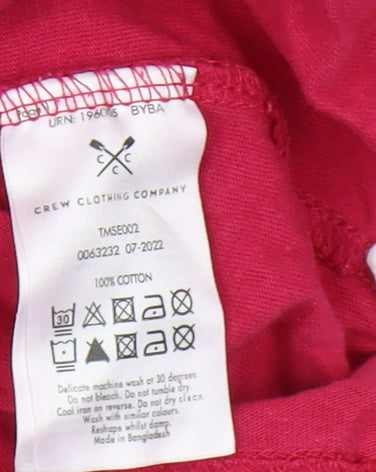 URN: 196005 BYBA
C C
C
CREW CLOTHING COMPANY
TMSE002
0063232 07-2022
100% COTTON
30
Delicate machine wash at 30 degrees.
Do not bleach. Do not tumble dry.
Cool iron on reverse. Do not dry clean.
Wash with similar colours.
Reshape whilst damp.
Made in Bangladesh